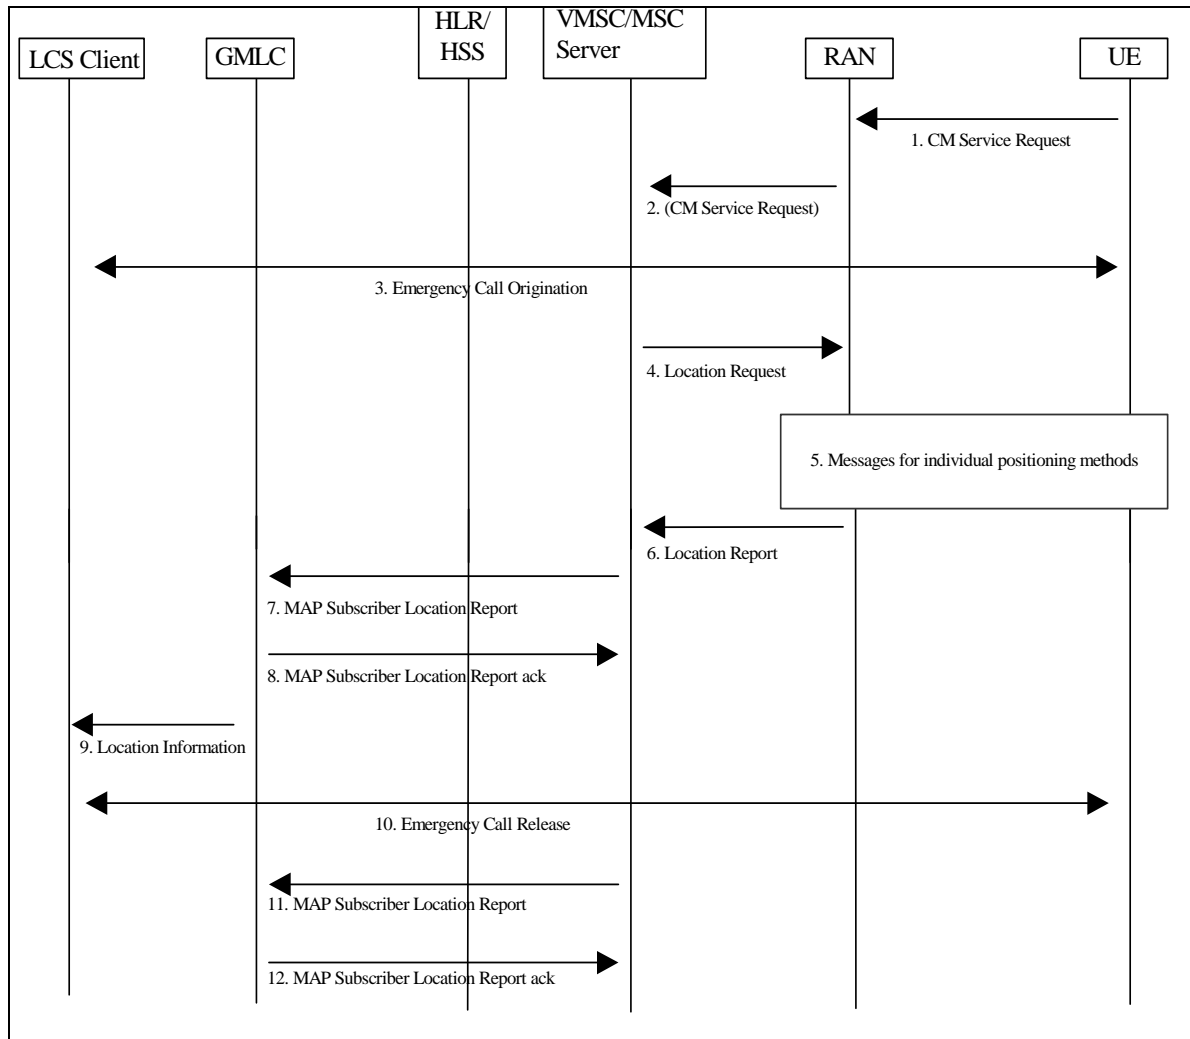 LCS Client
GMLC
HLR/
HSS
VMSC/MSC
Server
RAN
UE
1. CM Service Request
2. (CM Service Request)
3. Emergency Call Origination
4. Location Request
5. Messages for individual positioning methods
6. Location Report
7. MAP Subscriber Location Report
8. MAP Subscriber Location Report ack
9. Location Information
10. Emergency Call Release
11. MAP Subscriber Location Report
12. MAP Subscriber Location Report ack